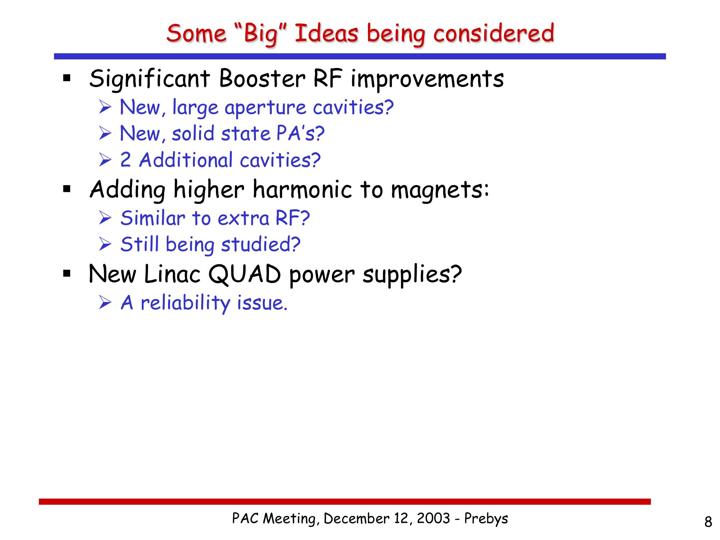 Some “Big” Ideas being considered
▪ Significant Booster RF improvements
➢ New, large aperture cavities?
➢ New, solid state PA’s?
➢ 2 Additional cavities?
▪ Adding higher harmonic to magnets:
➢ Similar to extra RF?
➢ Still being studied?
▪ New Linac QUAD power supplies?
➢ A reliability issue.
PAC Meeting, December 12, 2003 - Prebys
8